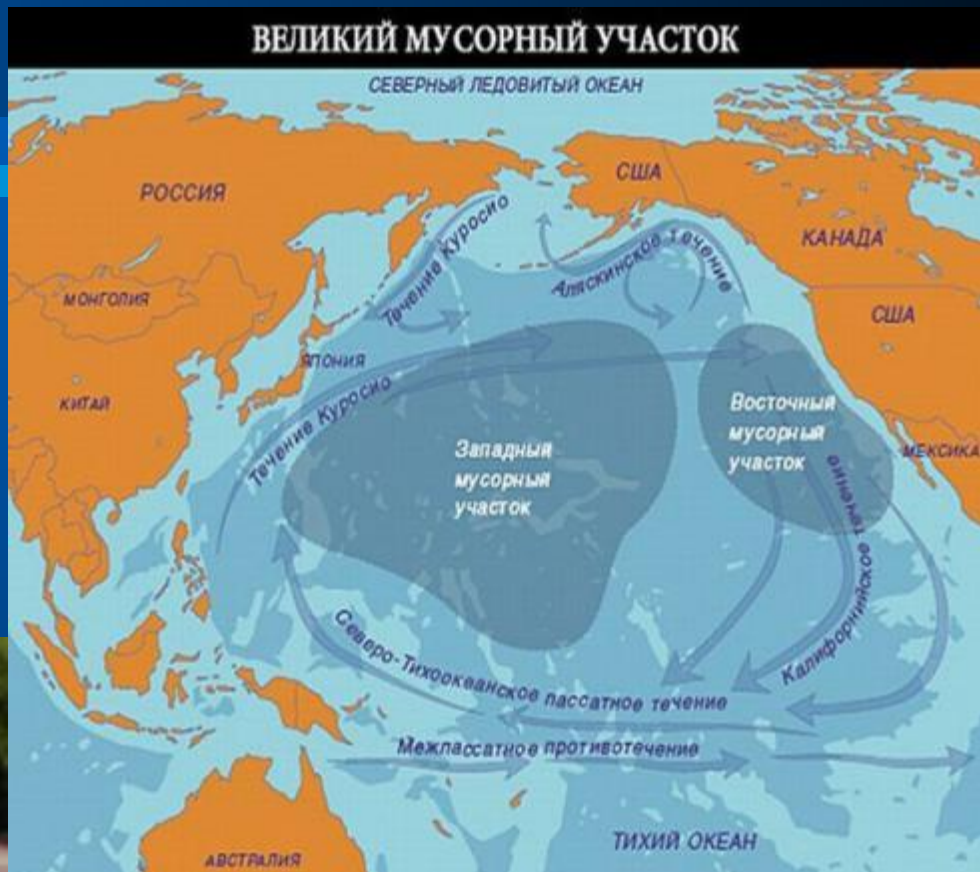 ВЕЛИКИЙ МУСОРНЫЙ УЧАСТОК
СЕВЕРНЫЙ ЛЕДОВИТЫЙ ОКЕАН
РОССИЯ
США
КАНАДА
Течение Куросио
Аляскинское течение
МОНГОЛИЯ
США
ЯПОНИЯ
КИТАЙ
Течение Куросио
Западный
мусорный
участок
Восточный
мусорный
участок
МЕКСИКА
Калифорнийское течение
Северо-Тихоокеанское пассатное течение
Межпассатное противотечение
ТИХИЙ ОКЕАН
АВСТРАЛИЯ